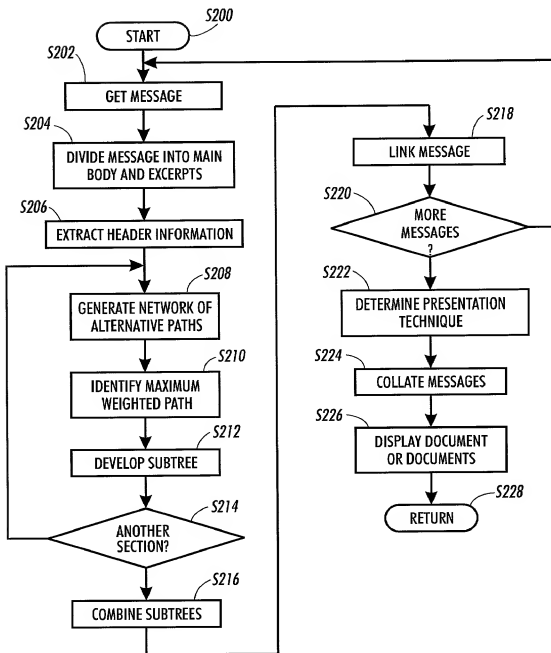 S200
START
S202
GET MESSAGE
S204
DIVIDE MESSAGE INTO MAIN
BODY AND EXCERPTS
S206
EXTRACT HEADER INFORMATION
S208
GENERATE NETWORK OF
ALTERNATIVE PATHS
S210
IDENTIFY MAXIMUM
WEIGHTED PATH
S212
DEVELOP SUBTREE
S214
ANOTHER
SECTION?
S216
COMBINE SUBTREES
S218
LINK MESSAGE
S220
MORE
MESSAGES
?
S222
DETERMINE PRESENTATION
TECHNIQUE
S224
COLLATE MESSAGES
S226
DISPLAY DOCUMENT
OR DOCUMENTS
S228
RETURN